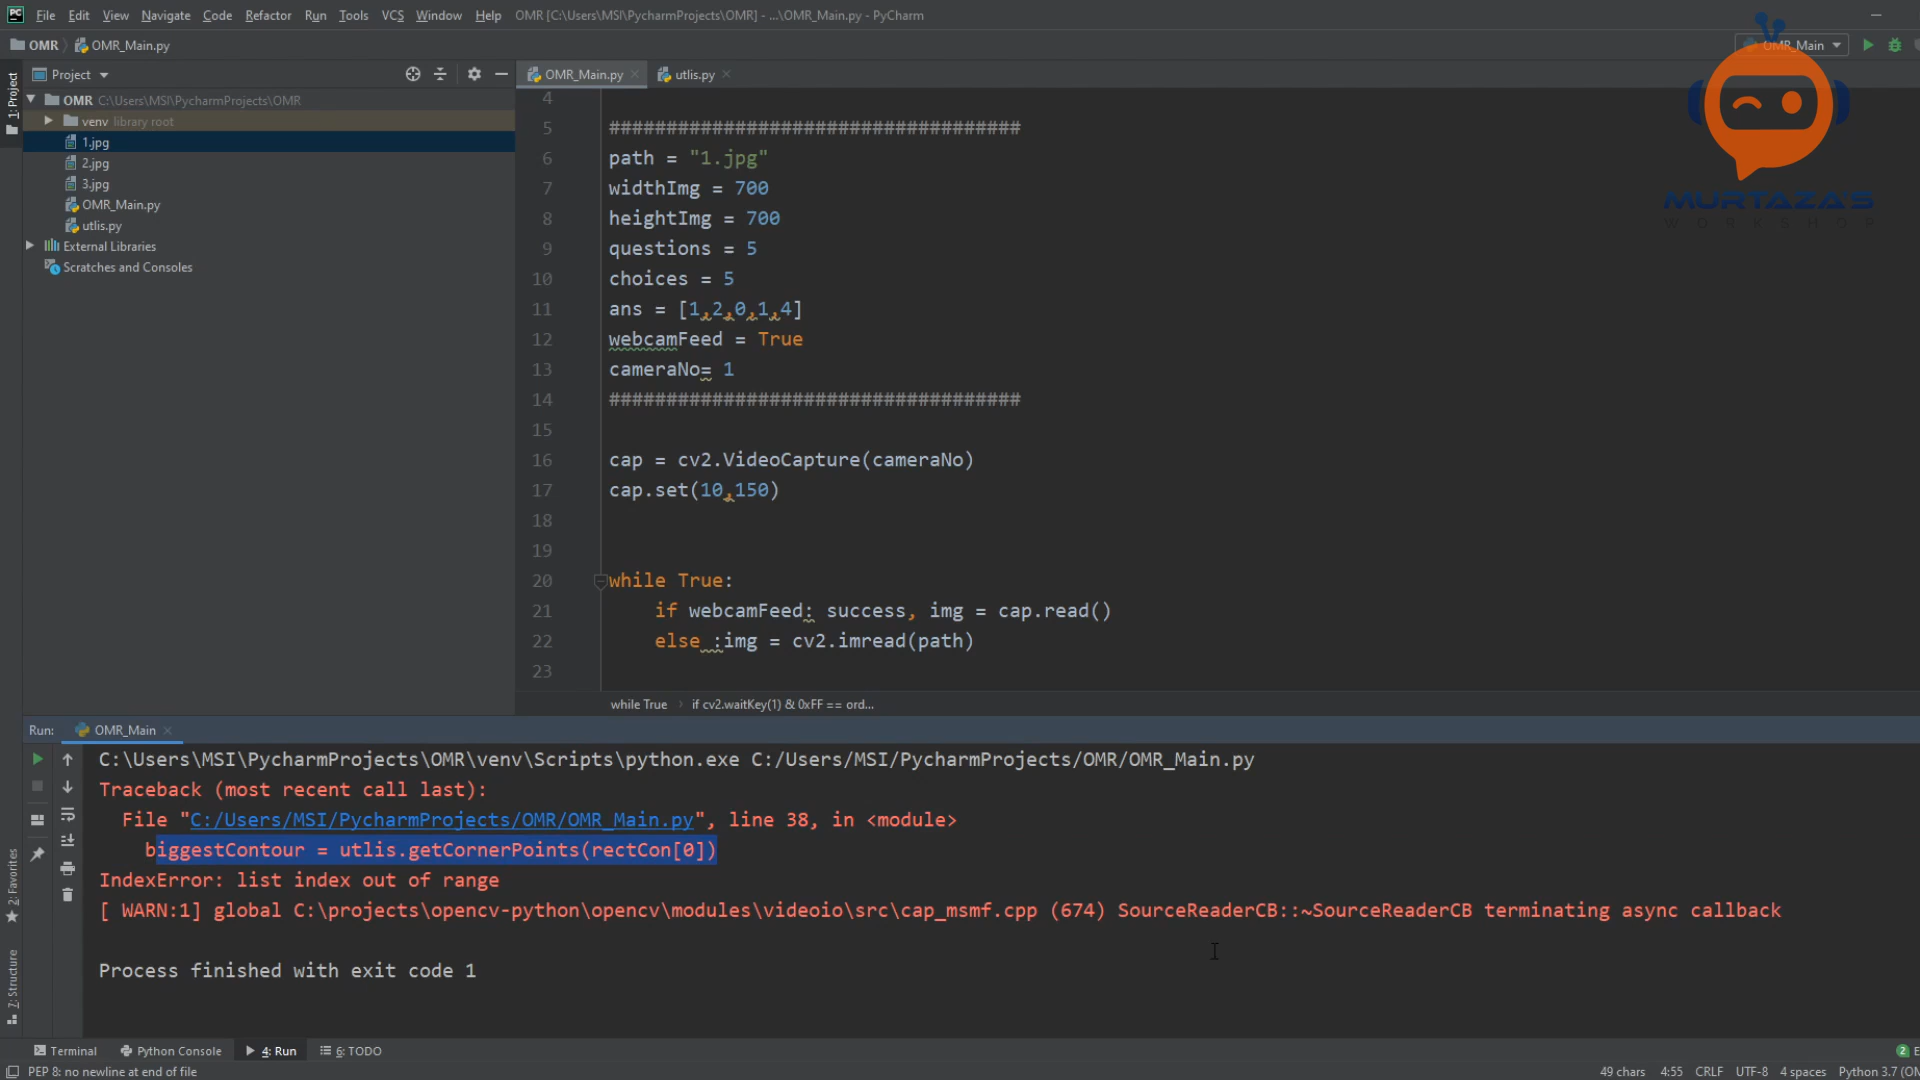 File Edit View Navigate Code Refactor Run Tools VCS Window Help OMR [C:\Users\MSI\PycharmProjects\OMR] - ...\OMR_Main.py - PyCharm
OMR OMR_Main.py
OMR_Main
1: Project
Project
OMR C:\Users\MSI\PycharmProjects\OMR
venv library root
1.jpg
2.jpg
3.jpg
OMR_Main.py
utlis.py
External Libraries
Scratches and Consoles
OMR_Main.py utlis.py
MURTAZA'S
WORKSHOP
4
5 ####################################
6 path = "1.jpg"
7 widthImg = 700
8 heightImg = 700
9 questions = 5
10 choices = 5
11 ans = [1,2,0,1,4]
12 webcamFeed = True
13 cameraNo= 1
14 ####################################
15
16 cap = cv2.VideoCapture(cameraNo)
17 cap.set(10,150)
18
19
20 while True:
21 if webcamFeed: success, img = cap.read()
22 else :img = cv2.imread(path)
23
while True if cv2.waitKey(1) & 0xFF == ord...
Run: OMR_Main
C:\Users\MSI\PycharmProjects\OMR\venv\Scripts\python.exe C:/Users/MSI/PycharmProjects/OMR/OMR_Main.py
Traceback (most recent call last):
File "C:/Users/MSI/PycharmProjects/OMR/OMR_Main.py", line 38, in <module>
biggestContour = utlis.getCornerPoints(rectCon[0])
IndexError: list index out of range
[ WARN:1] global C:\projects\opencv-python\opencv\modules\videoio\src\cap_msmf.cpp (674) SourceReaderCB::~SourceReaderCB terminating async callback
Process finished with exit code 1
2: Favorites
7: Structure
Terminal Python Console 4: Run 6: TODO
2 E
PEP 8: no newline at end of file
49 chars 4:55 CRLF UTF-8 4 spaces Python 3.7 (OM